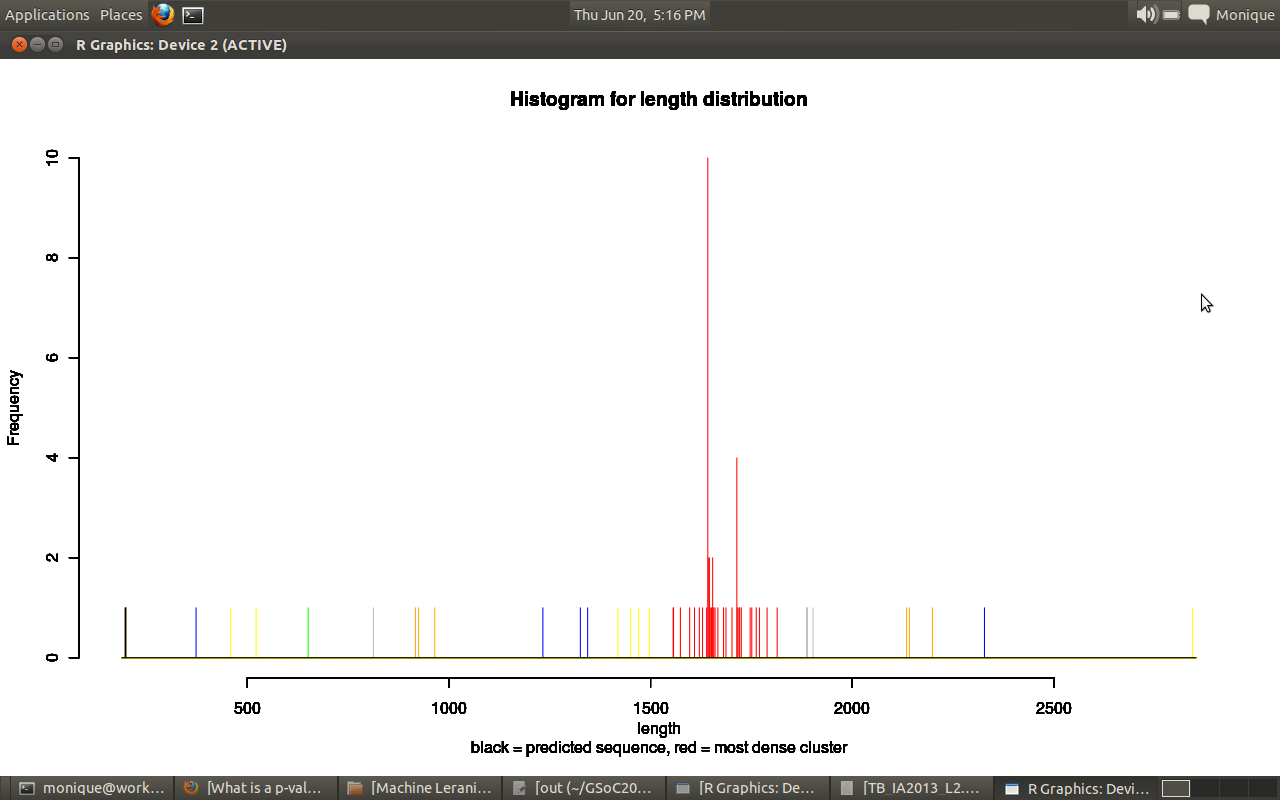 Applications Places Thu Jun 20, 5:16 PM Monique
R Graphics: Device 2 (ACTIVE)
Histogram for length distribution
10
8
6
4
2
0
Frequency
500 1000 1500 2000 2500
length
black = predicted sequence, red = most dense cluster
monique@work... [What is a p-val... [Machine Lerani... [out (~/GSoC20... [R Graphics: De... [TB_IA2013_L2.... R Graphics: Devi...